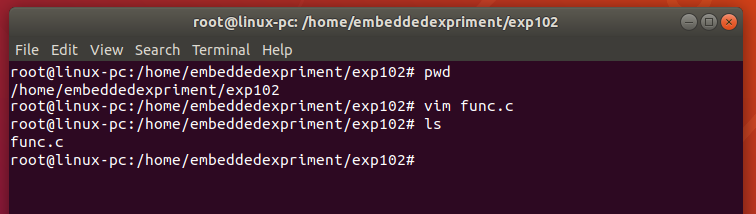 root@linux-pc: /home/embeddedexpriment/exp102
File Edit View Search Terminal Help
root@linux-pc:/home/embeddedexpriment/exp102# pwd
/home/embeddedexpriment/exp102
root@linux-pc:/home/embeddedexpriment/exp102# vim func.c
root@linux-pc:/home/embeddedexpriment/exp102# ls
func.c
root@linux-pc:/home/embeddedexpriment/exp102#